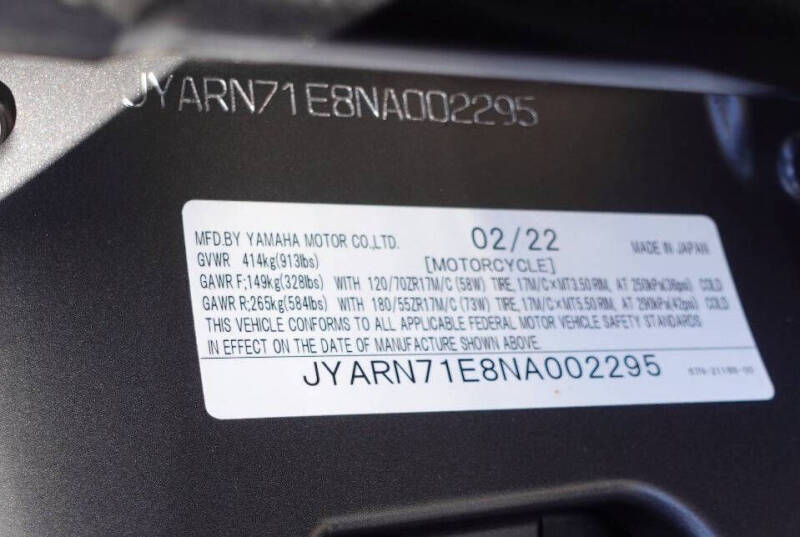 JYARN71E8NA002295
MFD.BY YAMAHA MOTOR CO.,LTD. 02/22 MADE IN JAPAN
GVWR 414kg(913lbs) [MOTORCYCLE]
GAWR F;149kg(328lbs) WITH 120/70ZR17M/C (58W) TIRE, 17M/C×MT3.50 RIM, AT 250kPa(36psi) COLD
GAWR R;265kg(584lbs) WITH 180/55ZR17M/C (73W) TIRE, 17M/C×MT5.50 RIM, AT 290kPa(42psi) COLD
THIS VEHICLE CONFORMS TO ALL APPLICABLE FEDERAL MOTOR VEHICLE SAFETY STANDARDS
IN EFFECT ON THE DATE OF MANUFACTURE SHOWN ABOVE.
JYARN71E8NA002295